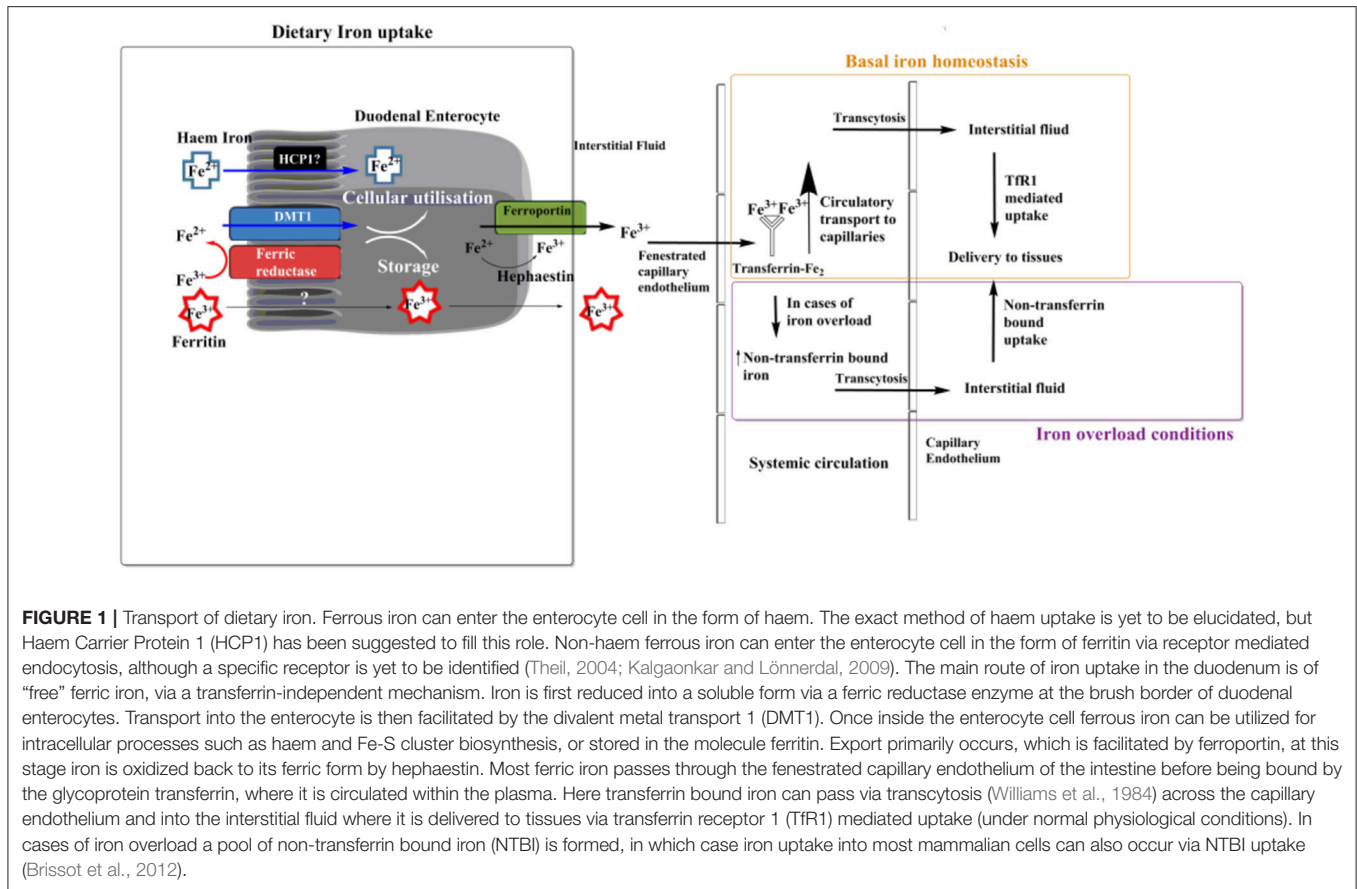 Dietary Iron uptake
Duodenal Enterocyte
Haem Iron
HCP1?
Fe²⁺
Fe²⁺
Interstitial Fluid
Cellular utilisation
DMT1
Ferroportin
Fe²⁺
Fe³⁺
Ferric
reductase
Storage
Fe²⁺
Fe³⁺
Hephaestin
Fe³⁺
Fe³⁺
?
Fe³⁺
Fe³⁺
Ferritin
Fenestrated
capillary
endothelium
Basal iron homeostasis
Transcytosis
Interstitial fliud
Fe³⁺Fe³⁺
Circulatory
transport to
capillaries
TfR1
mediated
uptake
Transferrin-Fe₂
Delivery to tissues
In cases of
iron overload
Non-transferrin
bound
uptake
↑Non-transferrin bound
iron
Transcytosis
Interstitial fluid
Iron overload conditions
Systemic circulation
Capillary
Endothelium
FIGURE 1 | Transport of dietary iron. Ferrous iron can enter the enterocyte cell in the form of haem. The exact method of haem uptake is yet to be elucidated, but
Haem Carrier Protein 1 (HCP1) has been suggested to fill this role. Non-haem ferrous iron can enter the enterocyte cell in the form of ferritin via receptor mediated
endocytosis, although a specific receptor is yet to be identified (Theil, 2004; Kalgaonkar and Lönnerdal, 2009). The main route of iron uptake in the duodenum is of
“free” ferric iron, via a transferrin-independent mechanism. Iron is first reduced into a soluble form via a ferric reductase enzyme at the brush border of duodenal
enterocytes. Transport into the enterocyte is then facilitated by the divalent metal transport 1 (DMT1). Once inside the enterocyte cell ferrous iron can be utilized for
intracellular processes such as haem and Fe-S cluster biosynthesis, or stored in the molecule ferritin. Export primarily occurs, which is facilitated by ferroportin, at this
stage iron is oxidized back to its ferric form by hephaestin. Most ferric iron passes through the fenestrated capillary endothelium of the intestine before being bound by
the glycoprotein transferrin, where it is circulated within the plasma. Here transferrin bound iron can pass via transcytosis (Williams et al., 1984) across the capillary
endothelium and into the interstitial fluid where it is delivered to tissues via transferrin receptor 1 (TfR1) mediated uptake (under normal physiological conditions). In
cases of iron overload a pool of non-transferrin bound iron (NTBI) is formed, in which case iron uptake into most mammalian cells can also occur via NTBI uptake
(Brissot et al., 2012).